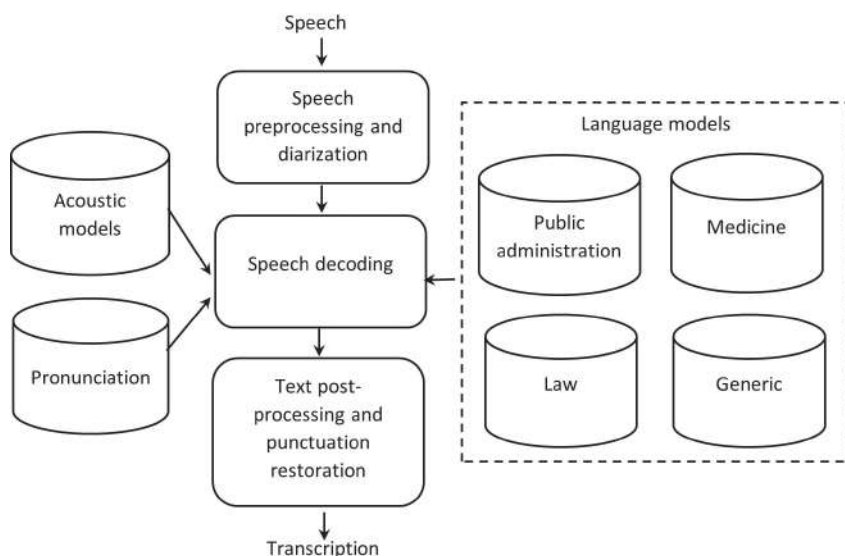 Speech
Speech
preprocessing and
diarization
Language models
Acoustic
models
Public
administration
Medicine
Speech decoding
Pronunciation
Law
Generic
Text post-
processing and
punctuation
restoration
Transcription